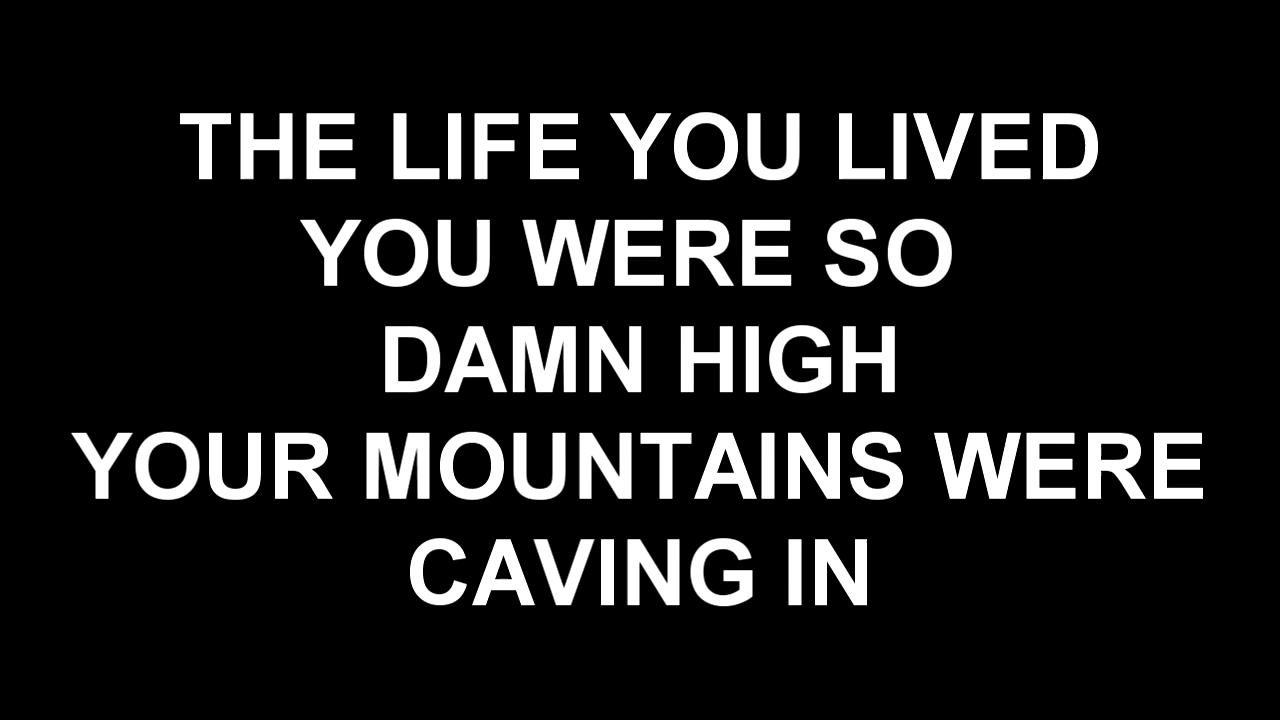 THE LIFE YOU LIVED
YOU WERE SO
DAMN HIGH
YOUR MOUNTAINS WERE
CAVING IN